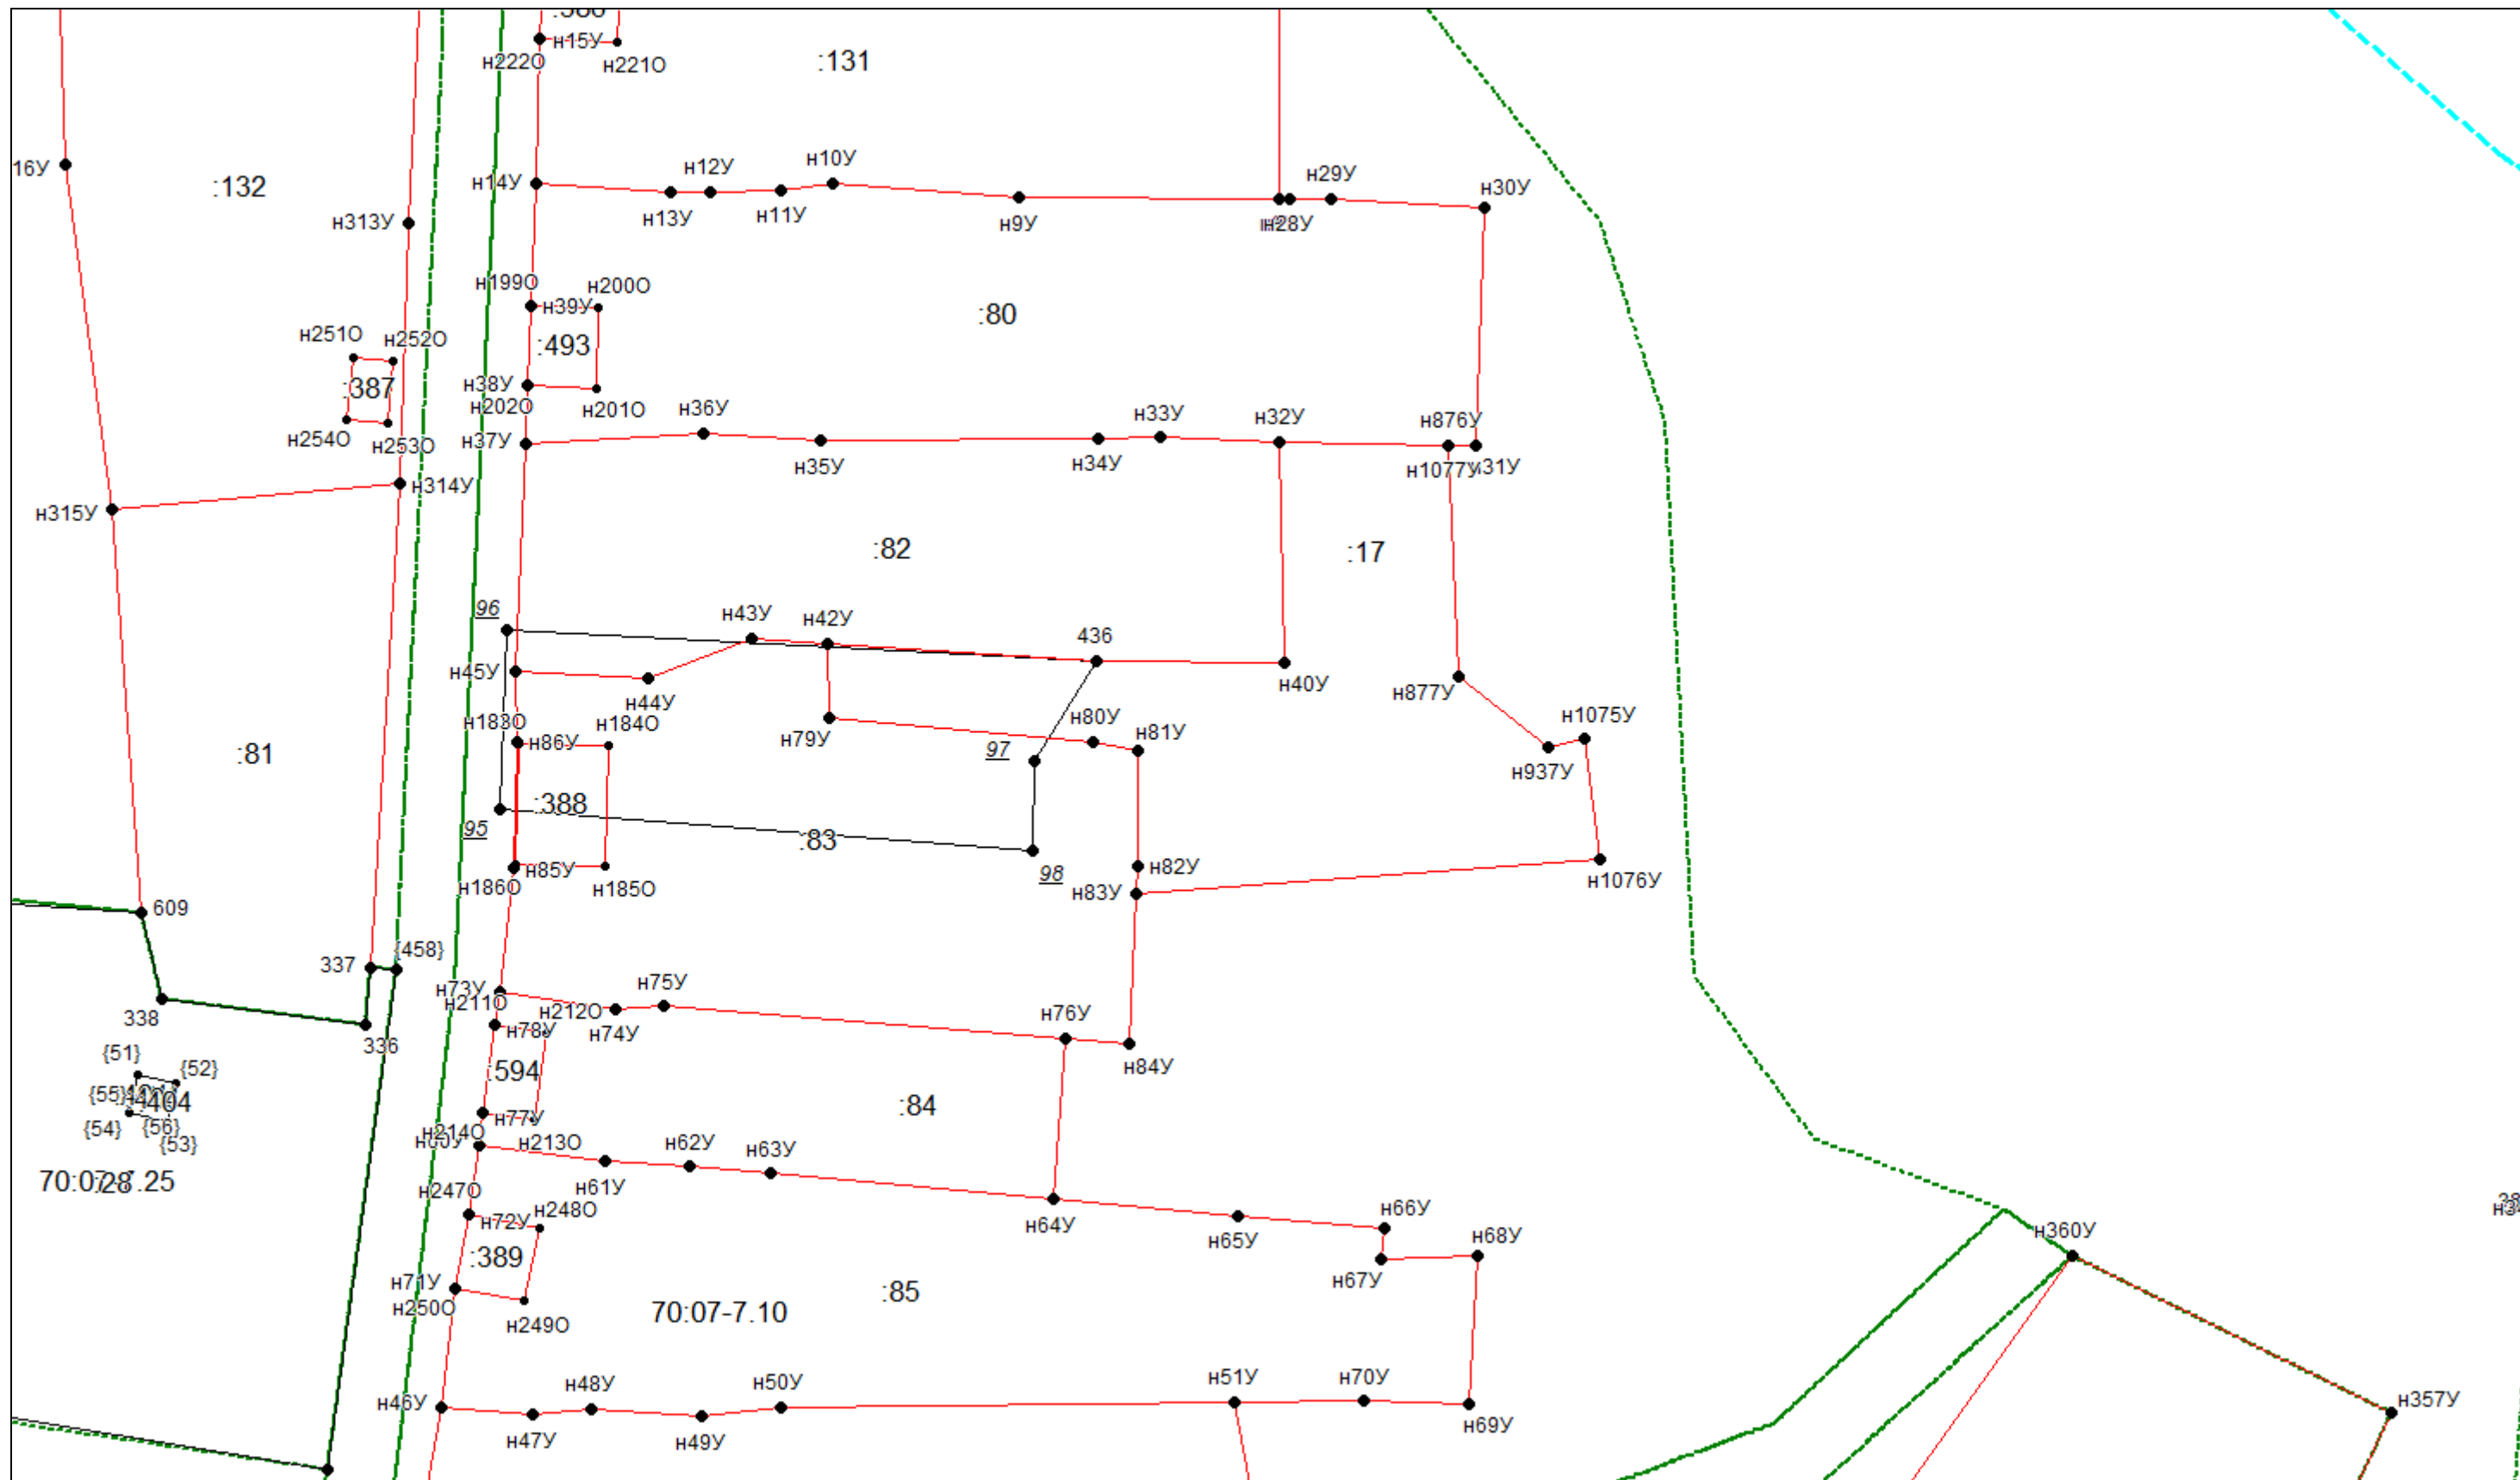 н15У
н222О
н221О
:131
16У
:132
н14У
н12У
н10У
н13У
н11У
н9У
н28У
н29У
н30У
н313У
н199О
н39У
н200О
:80
:493
н251О
н252О
:387
н254О
н253О
н38У
н202О
н201О
н37У
н36У
н35У
н34У
н33У
н32У
н876У
н1077У
н31У
н314У
н315У
:82
:17
96
н43У
н42У
436
н45У
н44У
н40У
н877У
н183О
н86У
н184О
н79У
н80У
н81У
97
н1075У
н937У
:81
:388
95
:83
98
н82У
н83У
н186О
н85У
н185О
н1076У
609
337
{458}
н73У
н211О
н212О
н75У
н78У
н74У
н76У
н84У
338
336
{51}
{52}
{55}
404
{54}
{56}
{53}
:594
:84
н77У
н214О
н60У
н213О
н62У
н63У
н61У
70:07-7.25
:28
н247О
н72У
н248О
н64У
н65У
н66У
н67У
н68У
н360У
:389
н71У
н250О
н249О
:85
70:07-7.10
н46У
н47У
н48У
н49У
н50У
н51У
н70У
н69У
н357У